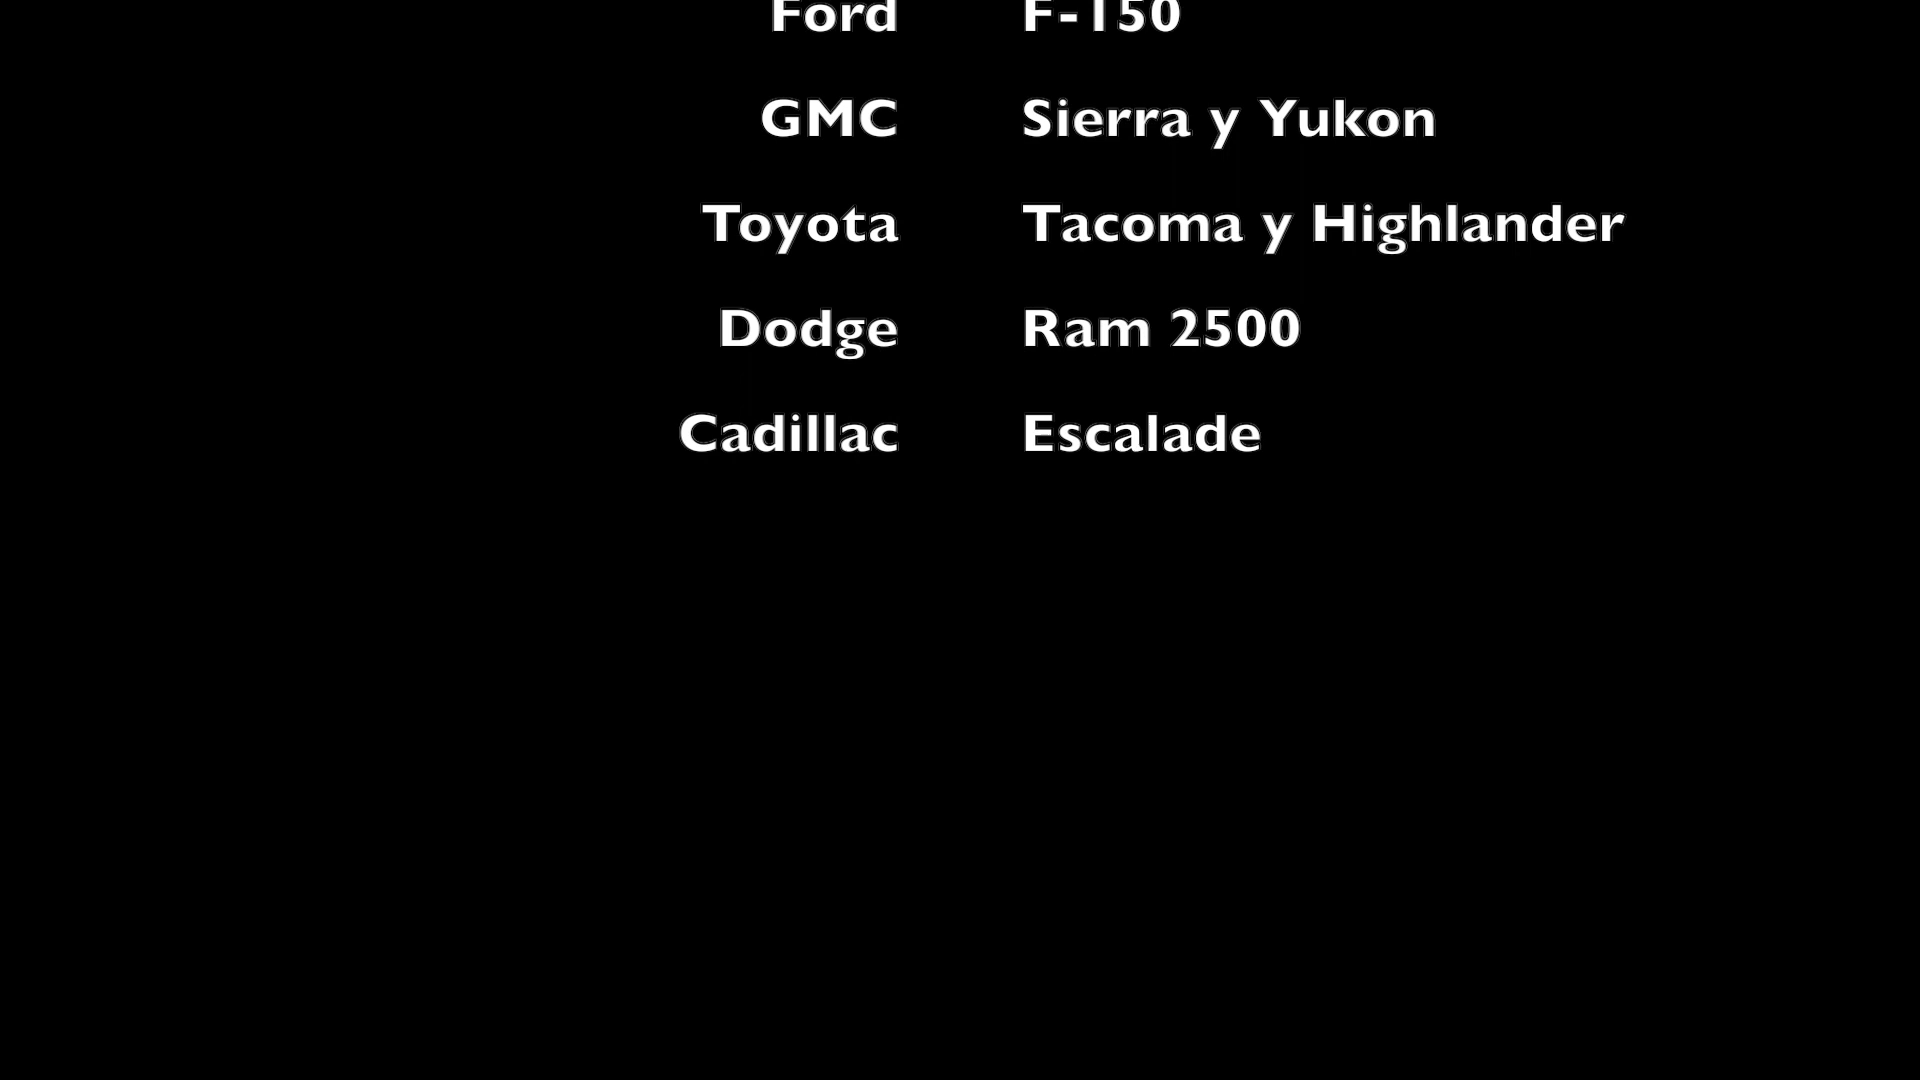 Ford F-150
GMC Sierra y Yukon
Toyota Tacoma y Highlander
Dodge Ram 2500
Cadillac Escalade